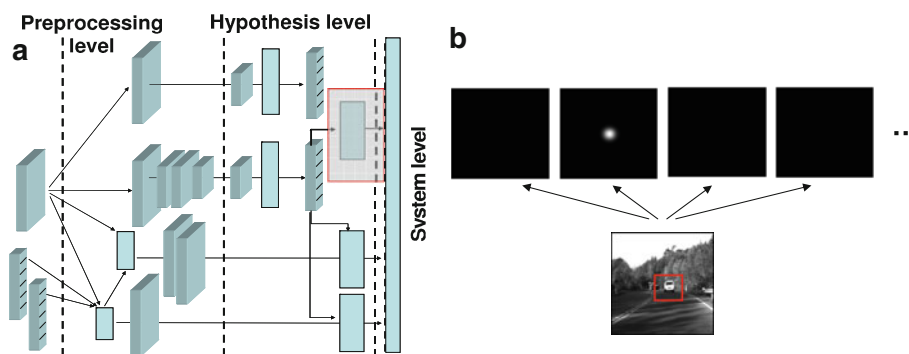 a
Preprocessing
level
Hypothesis level
System level
b
..